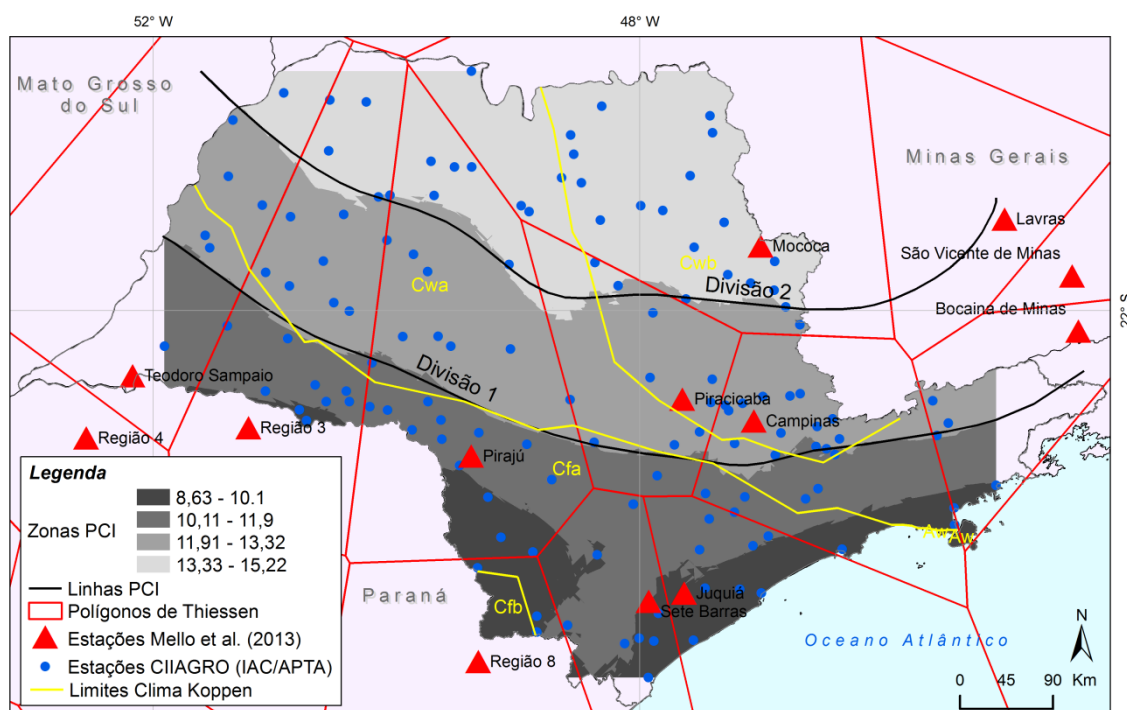 52° W
48° W
Mato Grosso
do Sul
Minas Gerais
Lavras
Mococa
São Vicente de Minas
Cwb
Cwa
Divisão 2
Bocaina de Minas
22° S
Teodoro Sampaio
Divisão 1
Piracicaba
Campinas
Região 3
Região 4
Pirajú
Cfa
Legenda
Zonas PCI
8,63 - 10.1
10,11 - 11,9
11,91 - 13,32
13,33 - 15,22
Linhas PCI
Polígonos de Thiessen
Estações Mello et al. (2013)
Estações CIIAGRO (IAC/APTA)
Limites Clima Koppen
Aw
Aw
Paraná
Cfb
Juquiá
Sete Barras
Região 8
Oceano Atlântico
N
0 45 90 Km